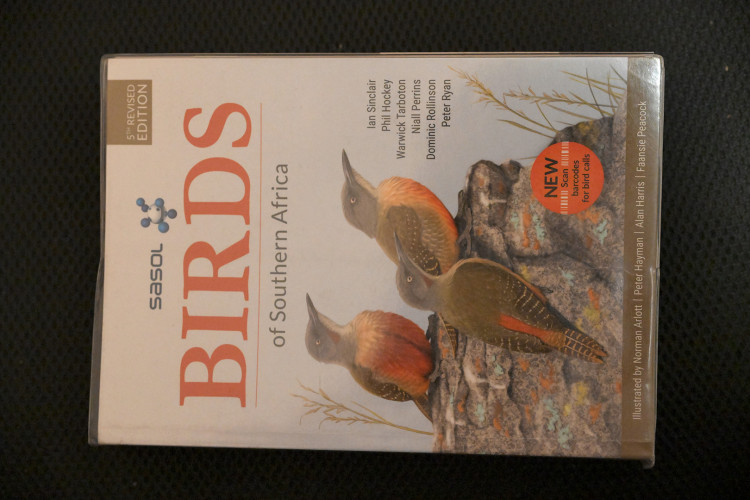 5TH REVISED
EDITION
sasol
BIRDS
of Southern Africa
Ian Sinclair
Phil Hockey
Warwick Tarboton
Niall Perrins
Dominic Rollinson
Peter Ryan
NEW
Scan
barcodes
for bird calls
Illustrated by Norman Arlott | Peter Hayman | Alan Harris | Faansie Peacock